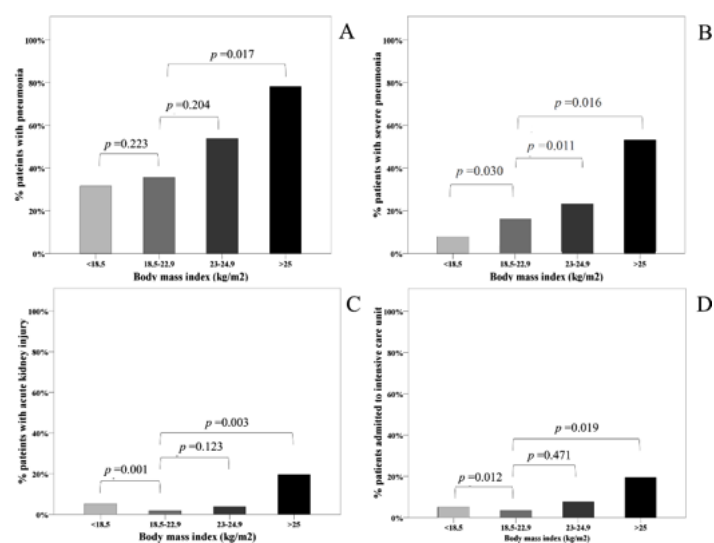 A
100%
80%
60%
40%
20%
0%
% pateints with pneumonia
p =0.017
p =0.204
p =0.223
<18,5
18,5-22,9
23-24,9
>25
Body mass index (kg/m2)
B
100%
80%
60%
40%
20%
0%
% patients with severe pneumonia
p =0.016
p =0.011
p =0.030
<18,5
18,5-22,9
23-24,9
>25
Body mass index (kg/m2)
C
100%
80%
60%
40%
20%
0%
% pateints with acute kidney injury
p =0.003
p =0.123
p =0.001
<18,5
18,5-22,9
23-24,9
>25
Body mass index (kg/m2)
D
100%
80%
60%
40%
20%
0%
% patients admitted to intensive care unit
p =0.019
p =0.471
p =0.012
<18,5
18,5-22,9
23-24,9
>25
Body mass index (kg/m2)